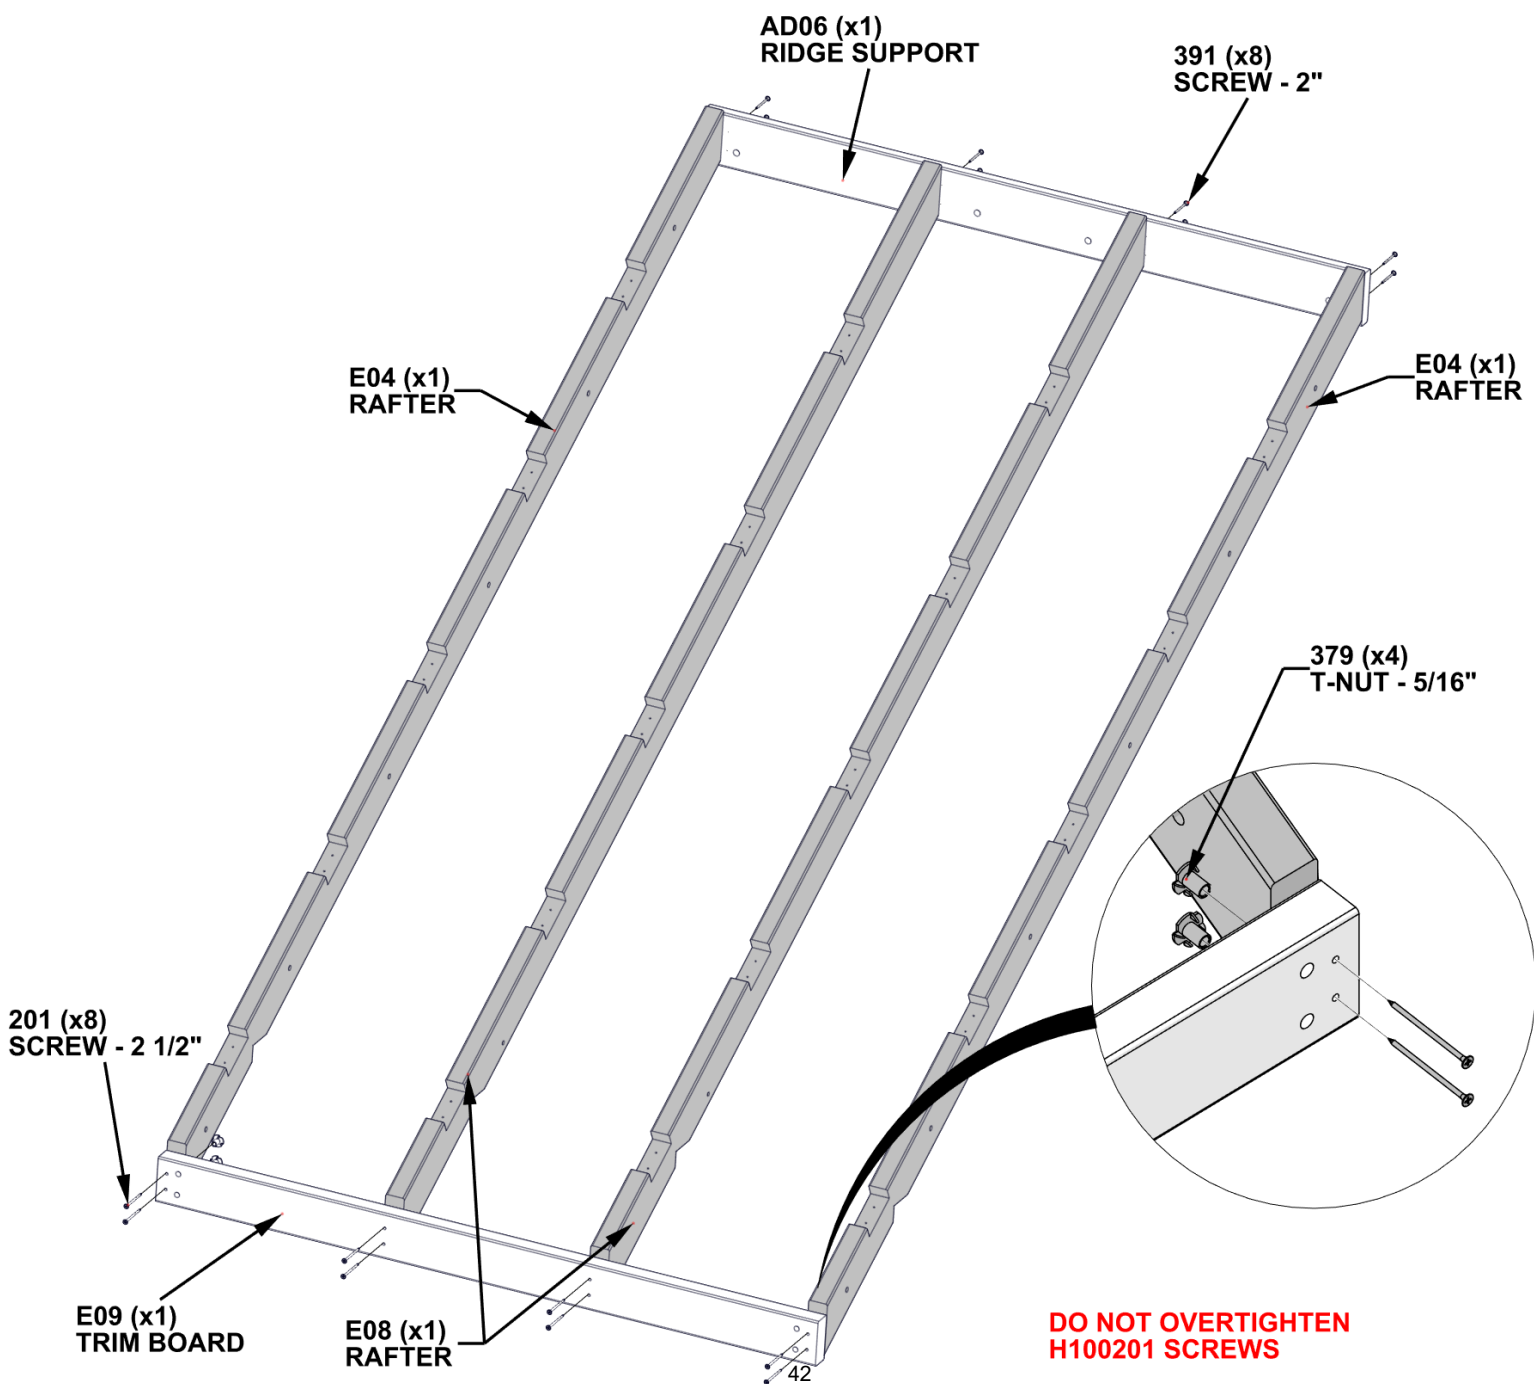 AD06 (x1)
RIDGE SUPPORT
391 (x8)
SCREW - 2"
E04 (x1)
RAFTER
E04 (x1)
RAFTER
379 (x4)
T-NUT - 5/16"
201 (x8)
SCREW - 2 1/2"
E09 (x1)
TRIM BOARD
E08 (x1)
RAFTER
DO NOT OVERTIGHTEN
H100201 SCREWS
42